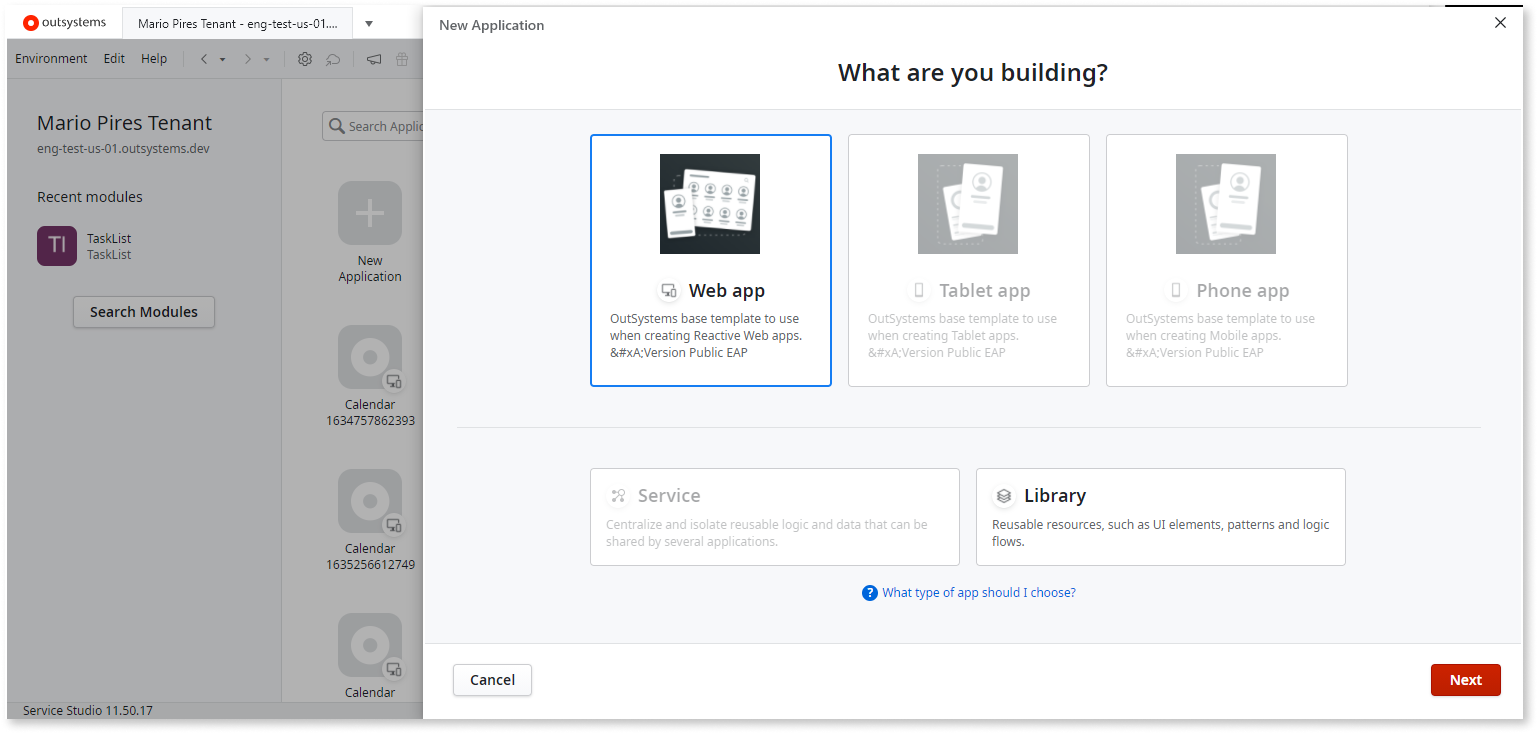 outsystems
Mario Pires Tenant - eng-test-us-01....
New Application
Environment Edit Help
What are you building?
Mario Pires Tenant
eng-test-us-01.outsystems.dev
Search Applic
Recent modules
TI
TaskList
TaskList
Search Modules
New
Application
Calendar
1634757862393
Calendar
1635256612749
Calendar
Web app
OutSystems base template to use
when creating Reactive Web apps.
&#xA;Version Public EAP
Tablet app
OutSystems base template to use
when creating Tablet apps.
&#xA;Version Public EAP
Phone app
OutSystems base template to use
when creating Mobile apps.
&#xA;Version Public EAP
Service
Centralize and isolate reusable logic and data that can be
shared by several applications.
Library
Reusable resources, such as UI elements, patterns and logic
flows.
? What type of app should I choose?
Cancel
Next
Service Studio 11.50.17